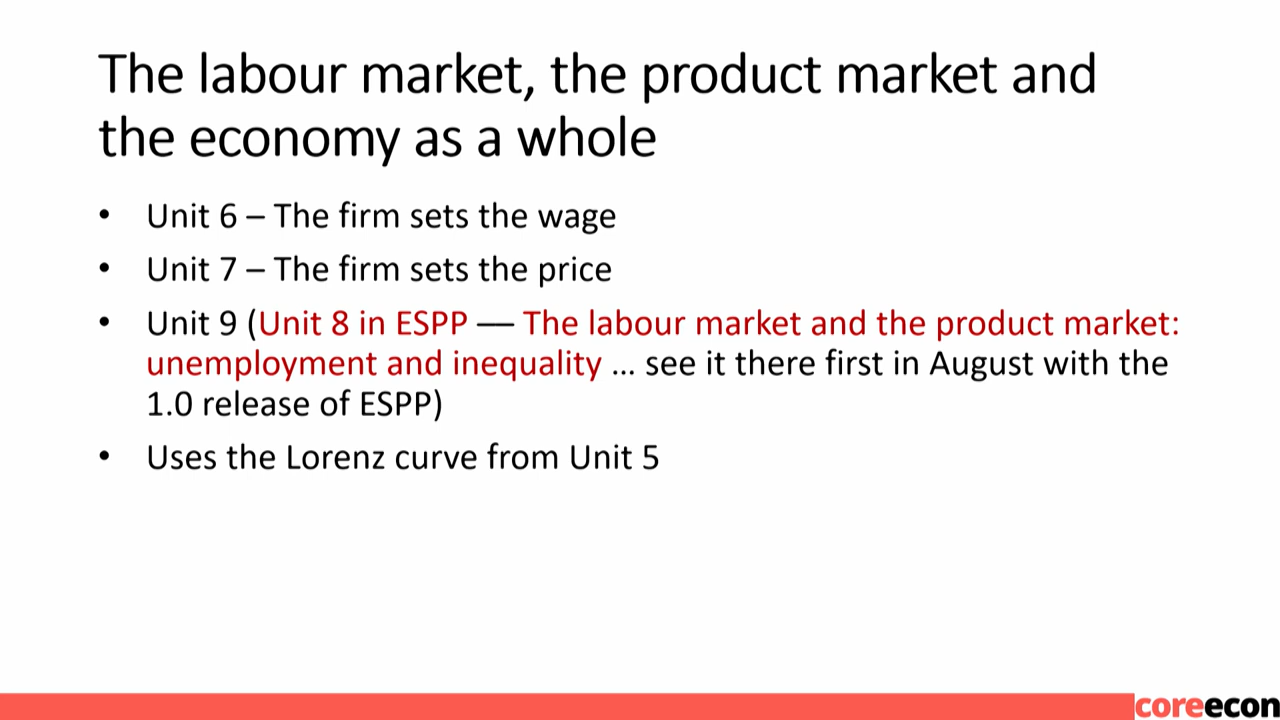 The labour market, the product market and
the economy as a whole
• Unit 6 – The firm sets the wage
• Unit 7 – The firm sets the price
• Unit 9 (Unit 8 in ESPP — The labour market and the product market:
unemployment and inequality … see it there first in August with the
1.0 release of ESPP)
• Uses the Lorenz curve from Unit 5
coreecon